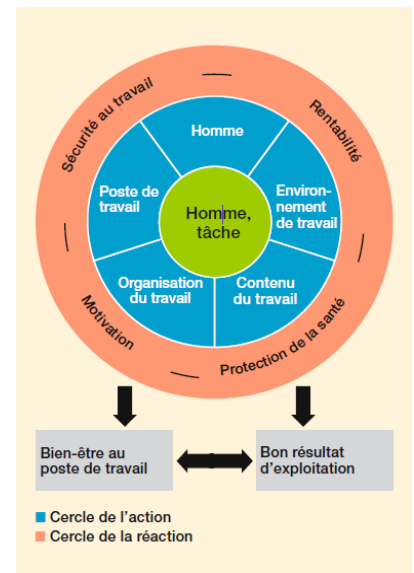 Sécurité au travail
Rentabilité
Homme
Poste de
travail
Environ-
nement
de travail
Homme,
tâche
Organisation
du travail
Contenu
du travail
Motivation
Protection de la santé
Bien-être au
poste de travail
Bon résultat
d'exploitation
Cercle de l'action
Cercle de la réaction